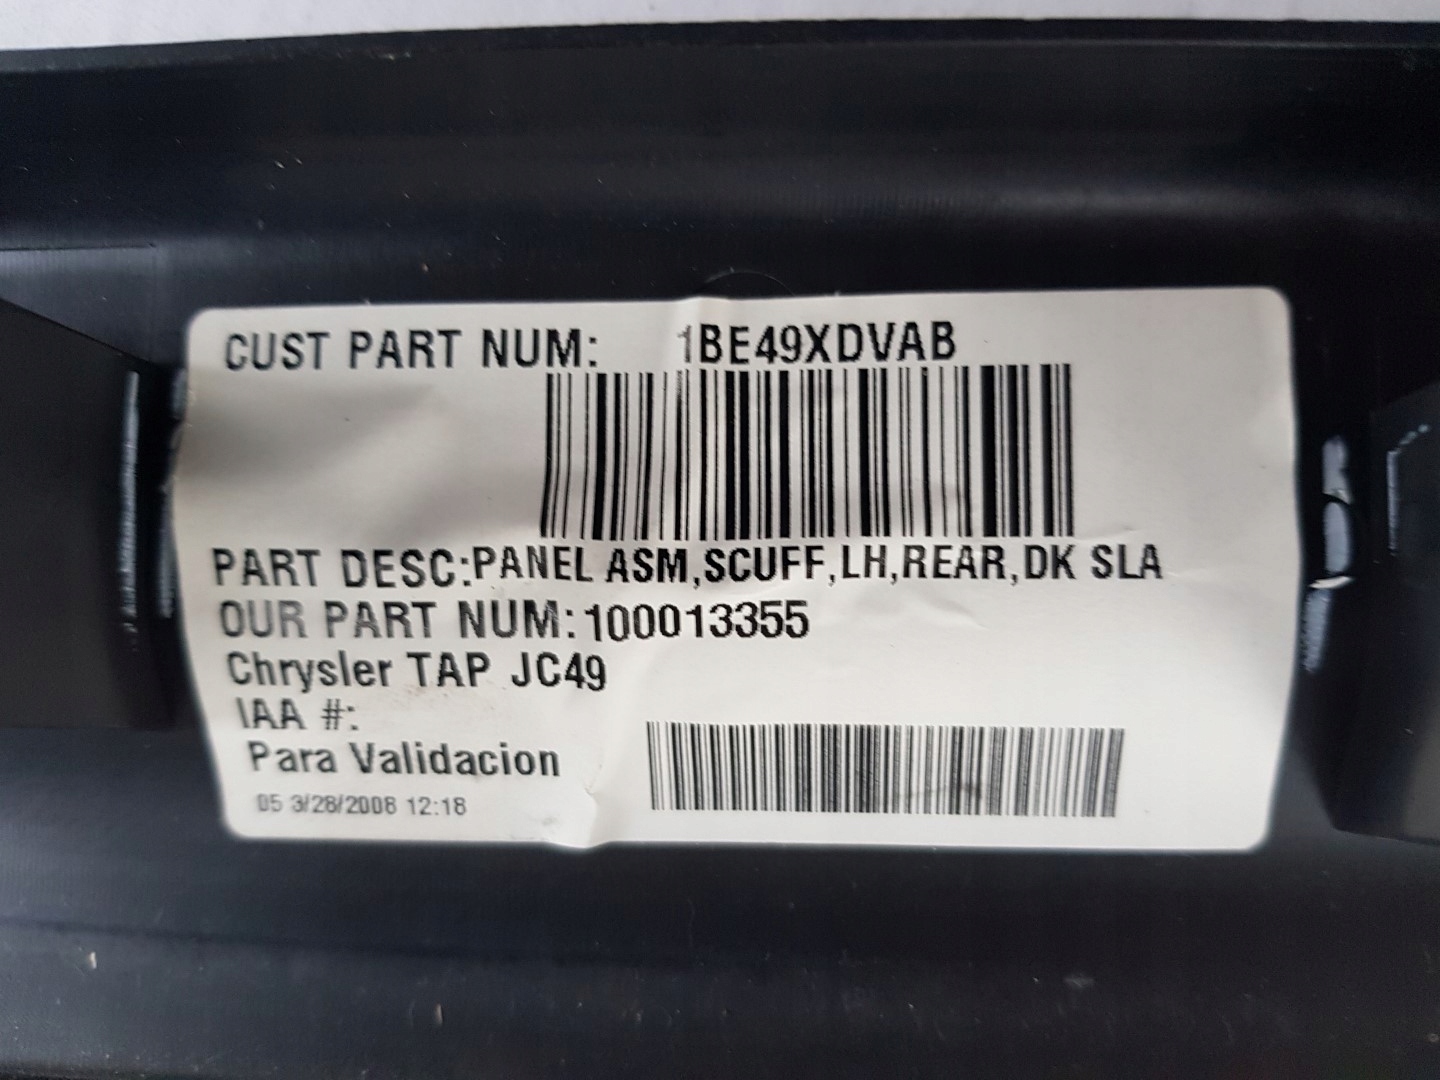 CUST PART NUM: 1BE49XDVAB
PART DESC:PANEL ASM,SCUFF,LH,REAR,DK SLA
OUR PART NUM:100013355
Chrysler TAP JC49
IAA #:
Para Validacion
05 3/28/2008 12:18